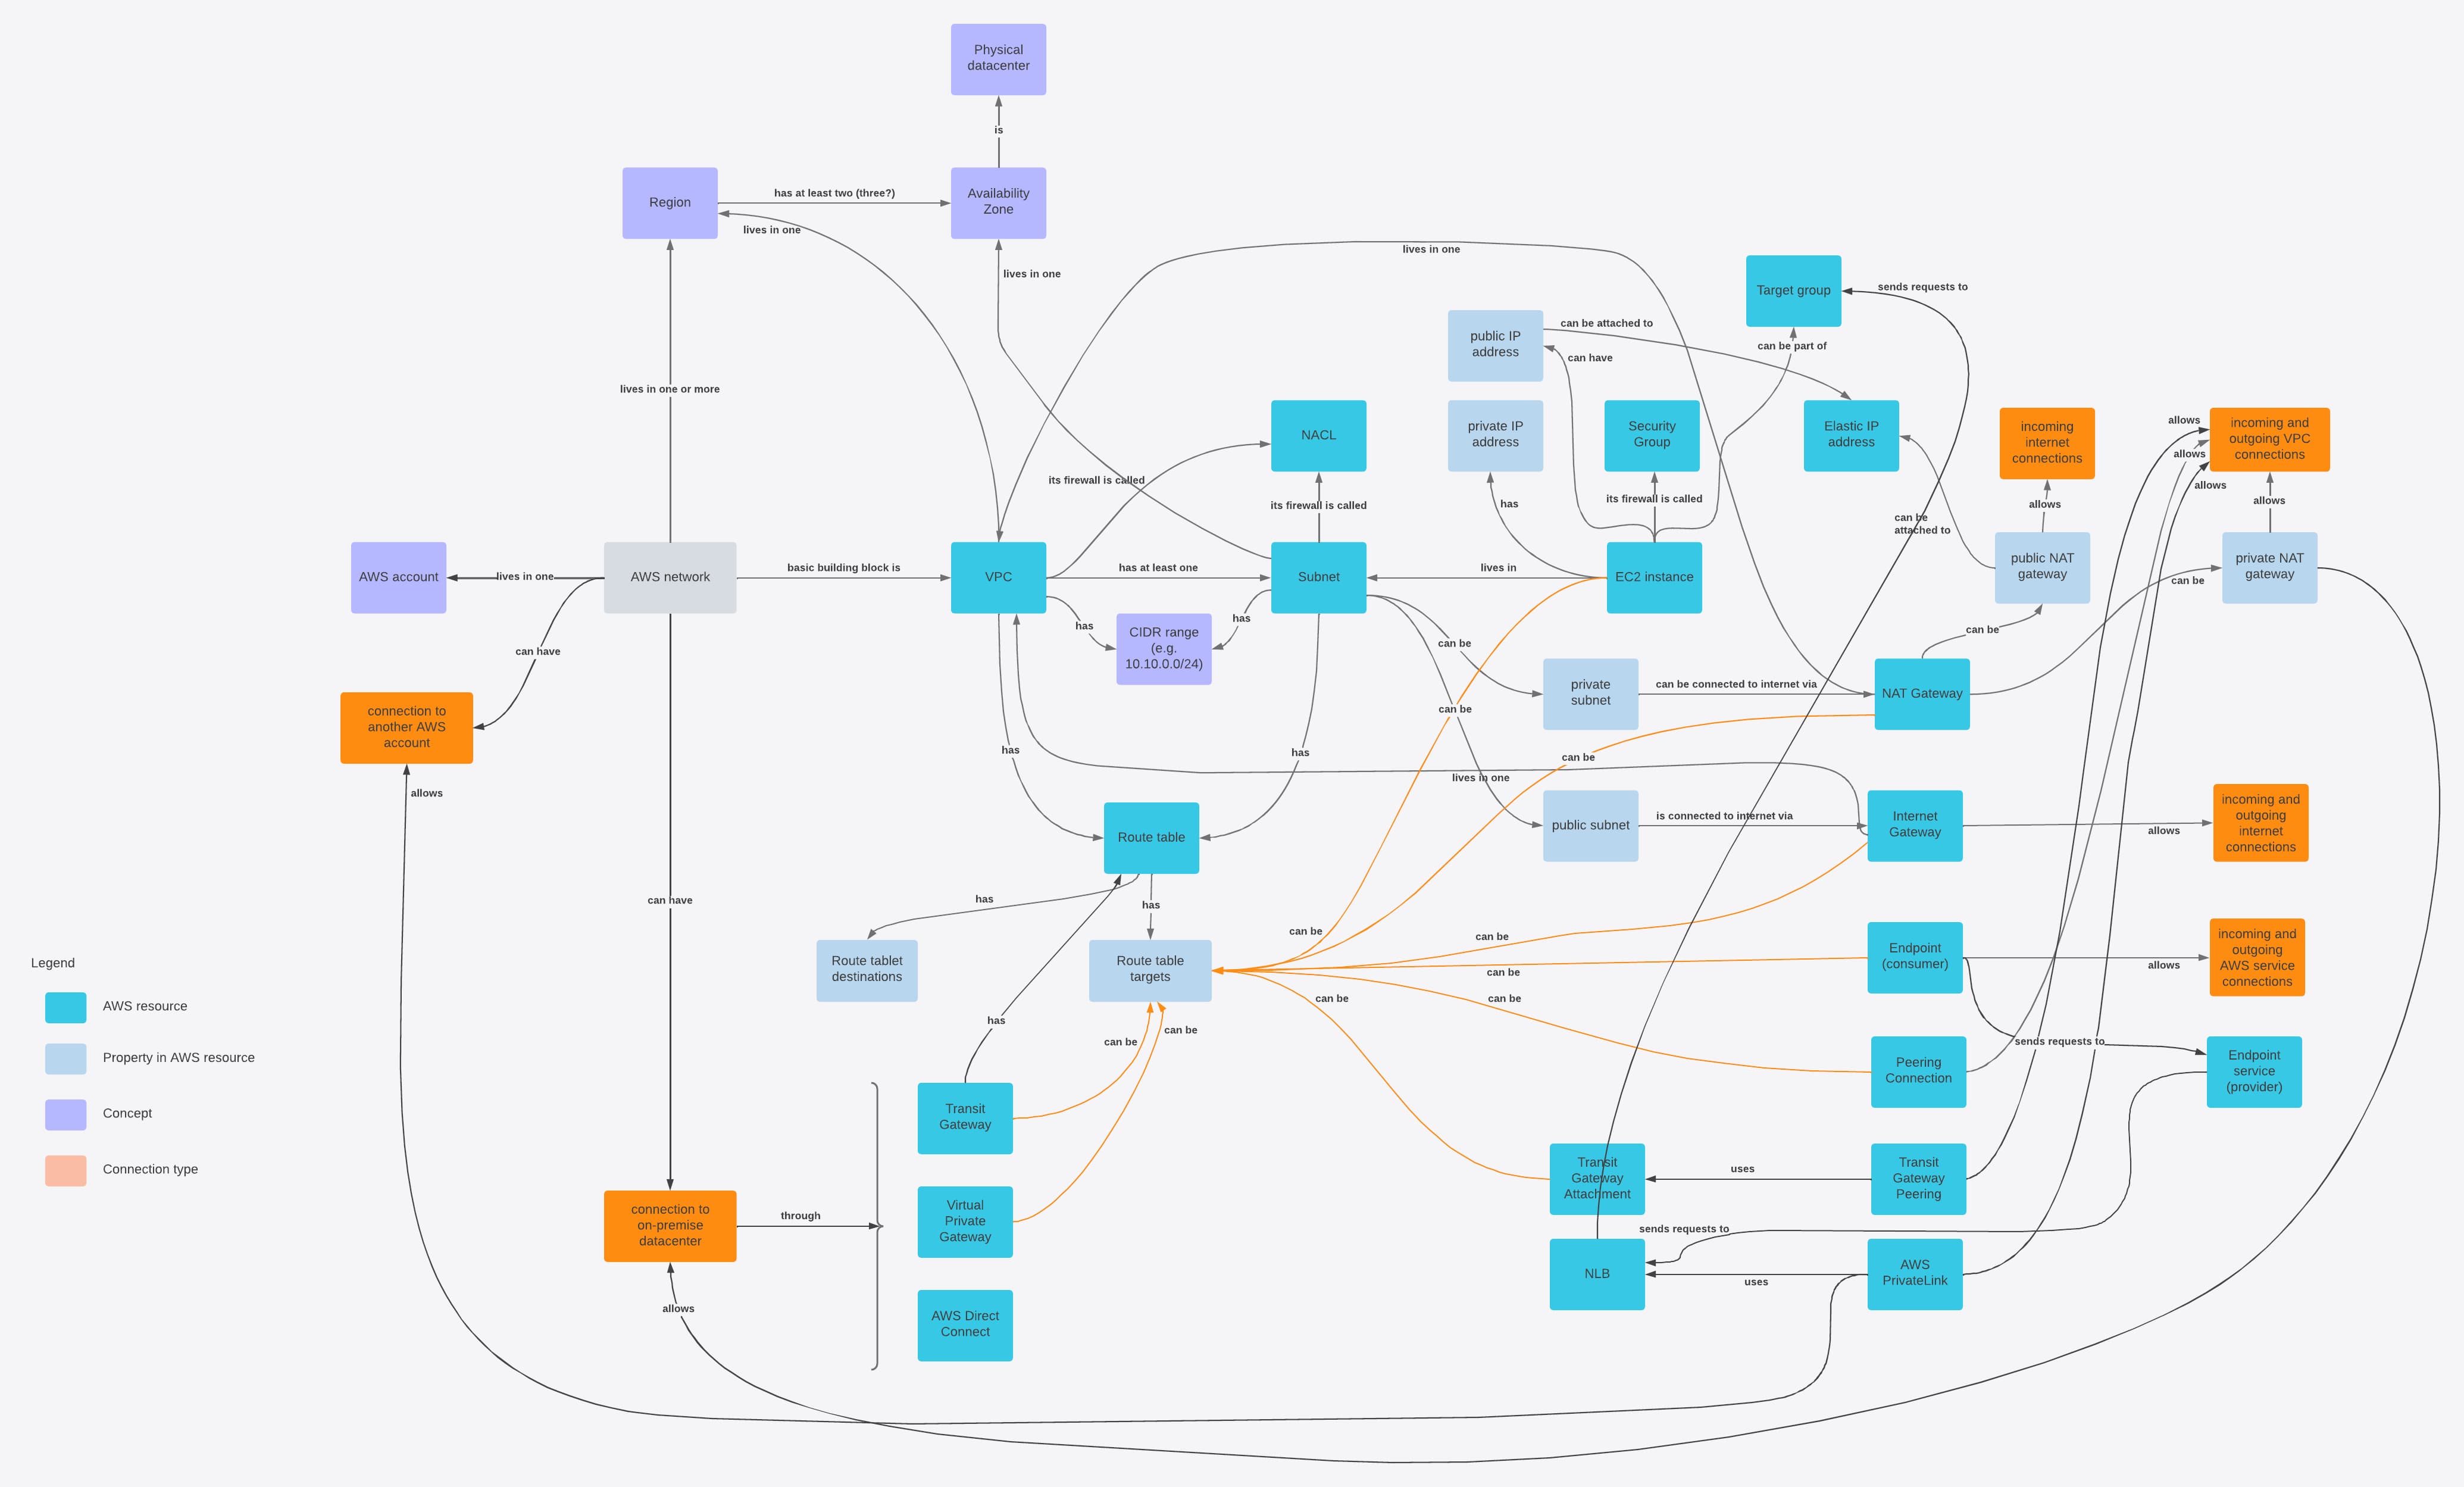 Physical
datacenter
is
Region
has at least two (three?)
Availability
Zone
lives in one
lives in one
lives in one
Target group
sends requests to
public IP
address
can be attached to
can have
can be part of
lives in one or more
NACL
private IP
address
Security
Group
Elastic IP
address
incoming
internet
connections
allows
incoming and
outgoing VPC
connections
allows
allows
its firewall is called
its firewall is called
has
its firewall is called
can be
attached to
allows
allows
AWS account
lives in one
AWS network
basic building block is
VPC
has at least one
Subnet
lives in
EC2 instance
public NAT
gateway
private NAT
gateway
can be
has
CIDR range
(e.g.
10.10.0.0/24)
has
can be
can be
can have
connection to
another AWS
account
private
subnet
can be connected to internet via
NAT Gateway
can be
has
has
can be
lives in one
allows
Route table
public subnet
is connected to internet via
Internet
Gateway
allows
incoming and
outgoing
internet
connections
can have
has
has
can be
can be
Legend
Route tablet
destinations
Route table
targets
can be
Endpoint
(consumer)
allows
incoming and
outgoing
AWS service
connections
AWS resource
has
can be
can be
can be
can be
can be
sends requests to
Property in AWS resource
Peering
Connection
Endpoint
service
(provider)
Concept
Transit
Gateway
Connection type
Transit
Gateway
Attachment
uses
Transit
Gateway
Peering
connection to
on-premise
datacenter
through
Virtual
Private
Gateway
sends requests to
NLB
uses
AWS
PrivateLink
allows
AWS Direct
Connect